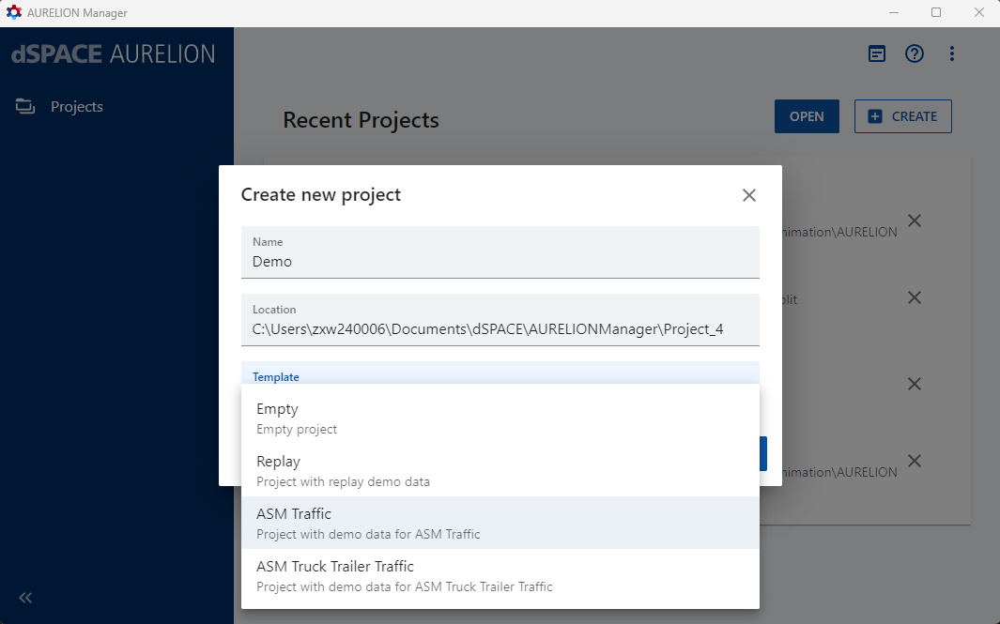 AURELION Manager
dSPACE AURELION
Projects
Recent Projects
OPEN
CREATE
Create new project
Name
Demo
Location
C:\Users\zxw240006\Documents\dSPACE\AURELIONManager\Project_4
Template
Empty
Empty project
Replay
Project with replay demo data
ASM Traffic
Project with demo data for ASM Traffic
ASM Truck Trailer Traffic
Project with demo data for ASM Truck Trailer Traffic
nimation\AURELION
plit
nimation\AURELION